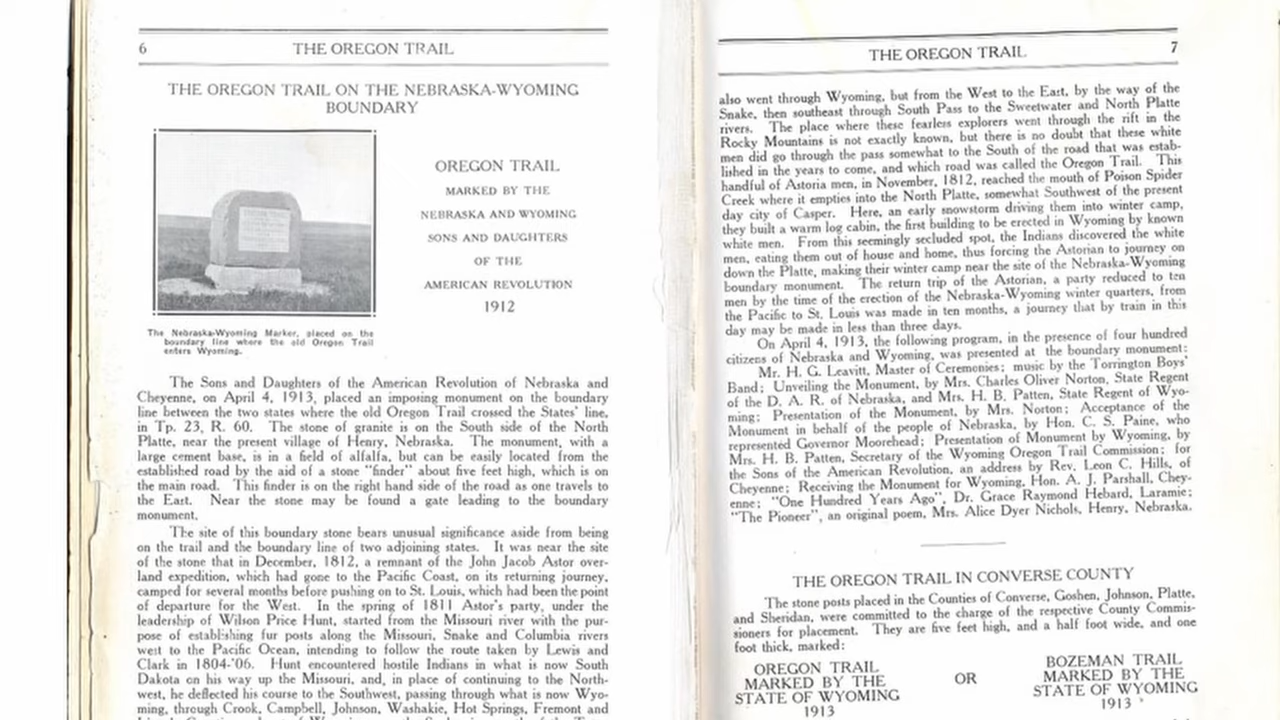 6
THE OREGON TRAIL
THE OREGON TRAIL ON THE NEBRASKA-WYOMING
BOUNDARY
OREGON TRAIL
MARKED BY THE
NEBRASKA AND WYOMING
SONS AND DAUGHTERS
OF THE
AMERICAN REVOLUTION
1912
The Nebraska-Wyoming Marker, placed on the
boundary line where the old Oregon Trail
enters Wyoming.
The Sons and Daughters of the American Revolution of Nebraska and
Cheyenne, on April 4, 1913, placed an imposing monument on the boundary
line between the two states where the old Oregon Trail crossed the States' line,
in Tp. 23, R. 60. The stone of granite is on the South side of the North
Platte, near the present village of Henry, Nebraska. The monument, with a
large cement base, is in a field of alfalfa, but can be easily located from the
established road by the aid of a stone "finder" about five feet high, which is on
the main road. This finder is on the right hand side of the road as one travels to
the East. Near the stone may be found a gate leading to the boundary
monument.
The site of this boundary stone bears unusual significance aside from being
on the trail and the boundary line of two adjoining states. It was near the site
of the stone that in December, 1812, a remnant of the John Jacob Astor over-
land expedition, which had gone to the Pacific Coast, on its returning journey,
camped for several months before pushing on to St. Louis, which had been the point
of departure for the West. In the spring of 1811 Astor's party, under the
leadership of Wilson Price Hunt, started from the Missouri river with the pur-
pose of establishing fur posts along the Missouri, Snake and Columbia rivers
west to the Pacific Ocean, intending to follow the route taken by Lewis and
Clark in 1804-'06. Hunt encountered hostile Indians in what is now South
Dakota on his way up the Missouri, and, in place of continuing to the North-
west, he deflected his course to the Southwest, passing through what is now Wyo-
ming, through Crook, Campbell, Johnson, Washakie, Hot Springs, Fremont and
THE OREGON TRAIL
7
also went through Wyoming, but from the West to the East, by the way of the
Snake, then southeast through South Pass to the Sweetwater and North Platte
rivers. The place where these fearless explorers went through the rift in the
Rocky Mountains is not exactly known, but there is no doubt that these white
men did go through the pass somewhat to the South of the road that was estab-
lished in the years to come, and which road was called the Oregon Trail. This
handful of Astoria men, in November, 1812, reached the mouth of Poison Spider
Creek where it empties into the North Platte, somewhat Southwest of the present
day city of Casper. Here, an early snowstorm driving them into winter camp,
they built a warm log cabin, the first building to be erected in Wyoming by known
white men. From this seemingly secluded spot, the Indians discovered the white
men, eating them out of house and home, thus forcing the Astorian to journey on
down the Platte, making their winter camp near the site of the Nebraska-Wyoming
boundary monument. The return trip of the Astorian, a party reduced to ten
men by the time of the erection of the Nebraska-Wyoming winter quarters, from
the Pacific to St. Louis was made in ten months, a journey that by train in this
day may be made in less than three days.
On April 4, 1913, the following program, in the presence of four hundred
citizens of Nebraska and Wyoming, was presented at the boundary monument:
Mr. H. G. Leavitt, Master of Ceremonies; music by the Torrington Boys'
Band; Unveiling the Monument, by Mrs. Charles Oliver Norton, State Regent
of the D. A. R. of Nebraska, and Mrs. H. B. Patten, State Regent of Wyo-
ming; Presentation of the Monument, by Mrs. Norton; Acceptance of the
Monument in behalf of the people of Nebraska, by Hon. C. S. Paine, who
represented Governor Moorehead; Presentation of Monument by Wyoming, by
Mrs. H. B. Patten, Secretary of the Wyoming Oregon Trail Commission; for
the Sons of the American Revolution, an address by Rev. Leon C. Hills, of
Cheyenne; Receiving the Monument for Wyoming, Hon. A. J. Parshall, Chey-
enne; "One Hundred Years Ago", Dr. Grace Raymond Hebard, Laramie;
"The Pioneer", an original poem, Mrs. Alice Dyer Nichols, Henry, Nebraska.
THE OREGON TRAIL IN CONVERSE COUNTY
The stone posts placed in the Counties of Converse, Goshen, Johnson, Platte,
and Sheridan, were committed to the charge of the respective County Commis-
sioners for placement. They are five feet high, and a half foot wide, and one
foot thick, marked:
OREGON TRAIL
MARKED BY THE
STATE OF WYOMING
1913
OR
BOZEMAN TRAIL
MARKED BY THE
STATE OF WYOMING
1913